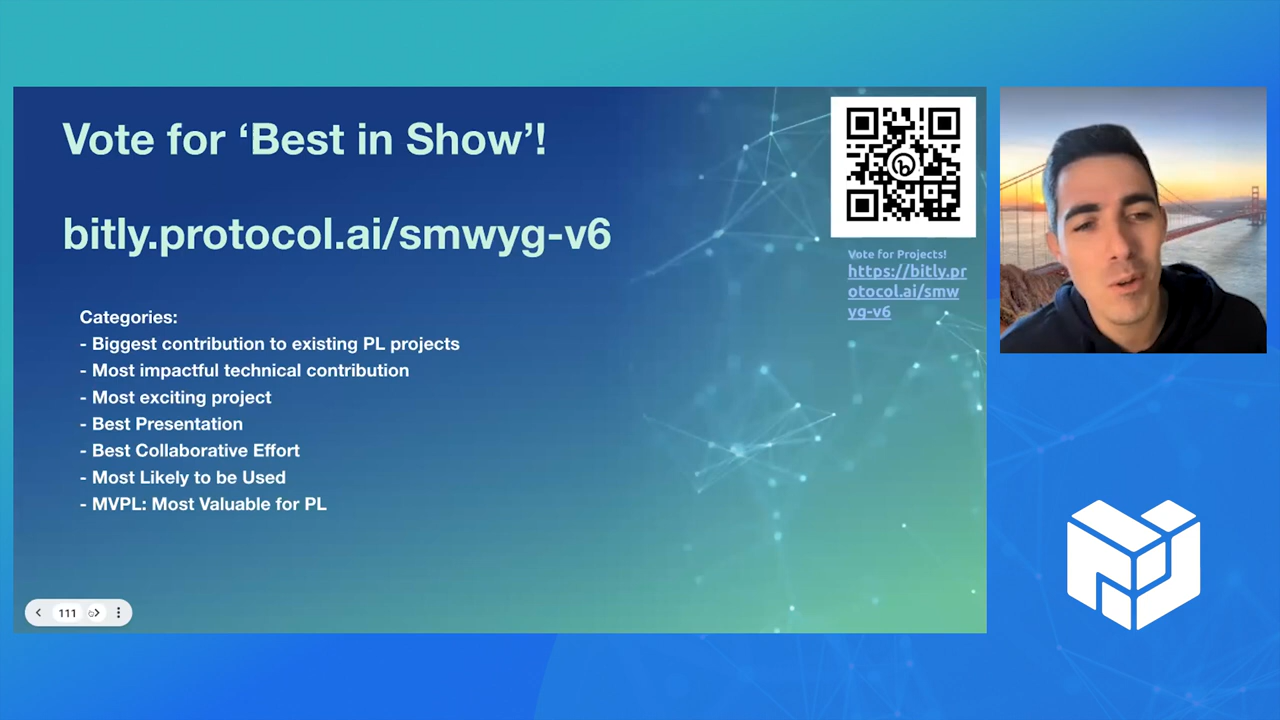 Vote for ‘Best in Show’!
bitly.protocol.ai/smwyg-v6
Categories:
- Biggest contribution to existing PL projects
- Most impactful technical contribution
- Most exciting project
- Best Presentation
- Best Collaborative Effort
- Most Likely to be Used
- MVPL: Most Valuable for PL
Vote for Projects!
https://bitly.pr
otocol.ai/smw
yg-v6
111